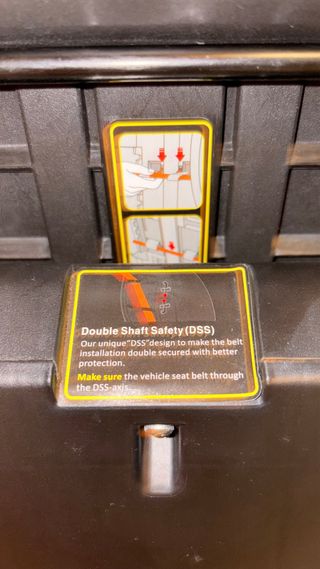 Double Shaft Safety(DSS)
Our unique"DSS"design to make the belt
installation double secured with better
protection.
Make sure the vehicle seat belt through
the DSS-axis.